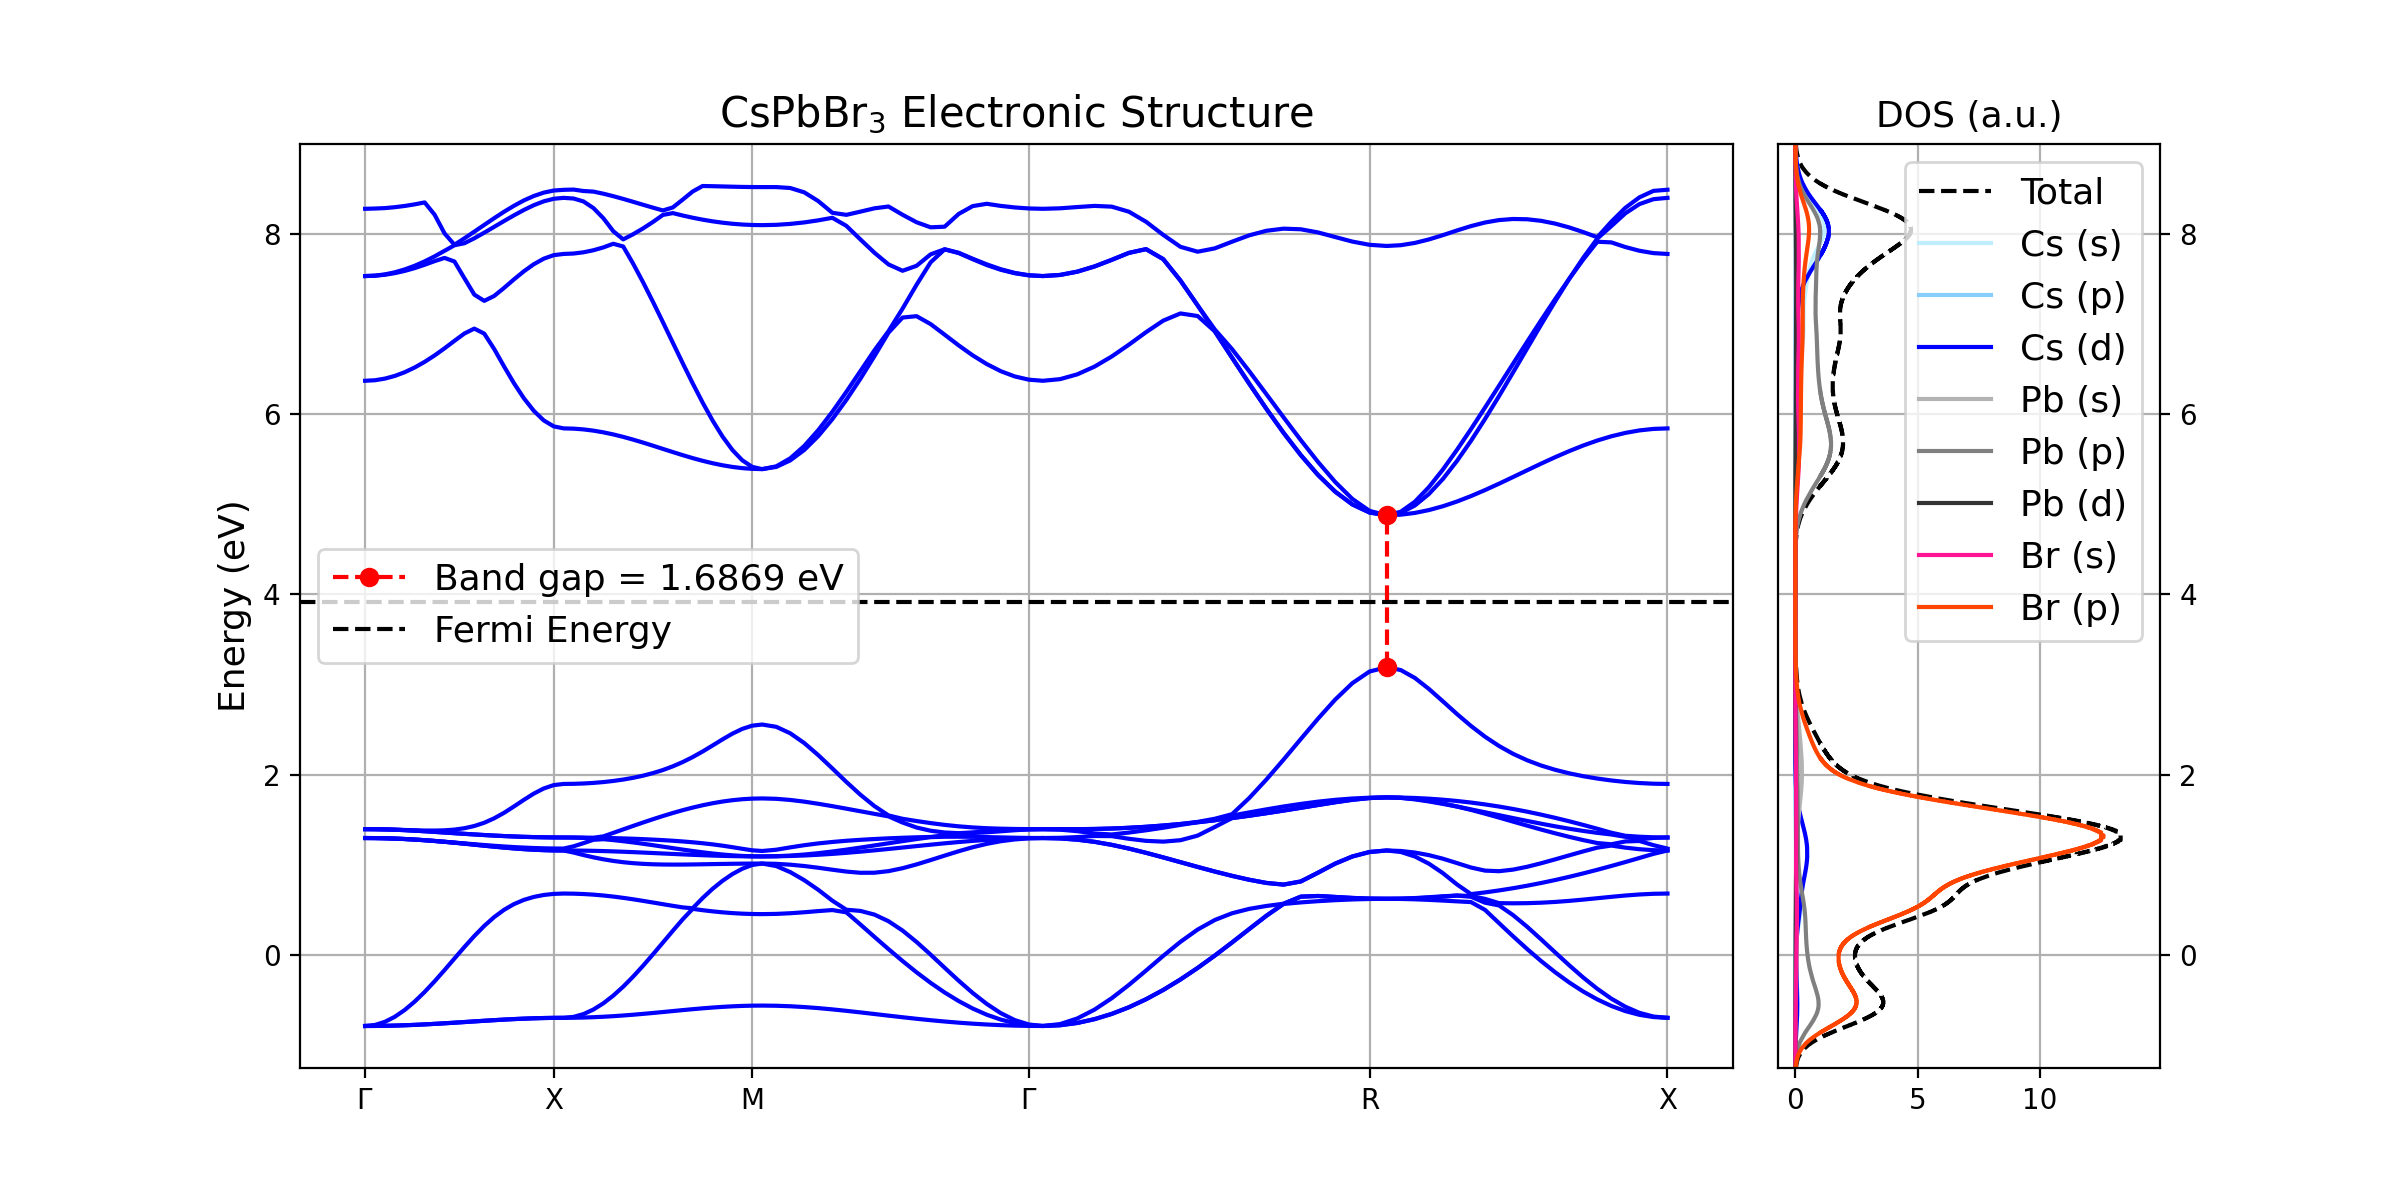 CsPbBr₃ Electronic Structure
DOS (a.u.)
Energy (eV)
8
6
4
2
0
Band gap = 1.6869 eV
Fermi Energy
Γ X M Γ R X
Total
Cs (s)
Cs (p)
Cs (d)
Pb (s)
Pb (p)
Pb (d)
Br (s)
Br (p)
8
6
4
2
0
0 5 10